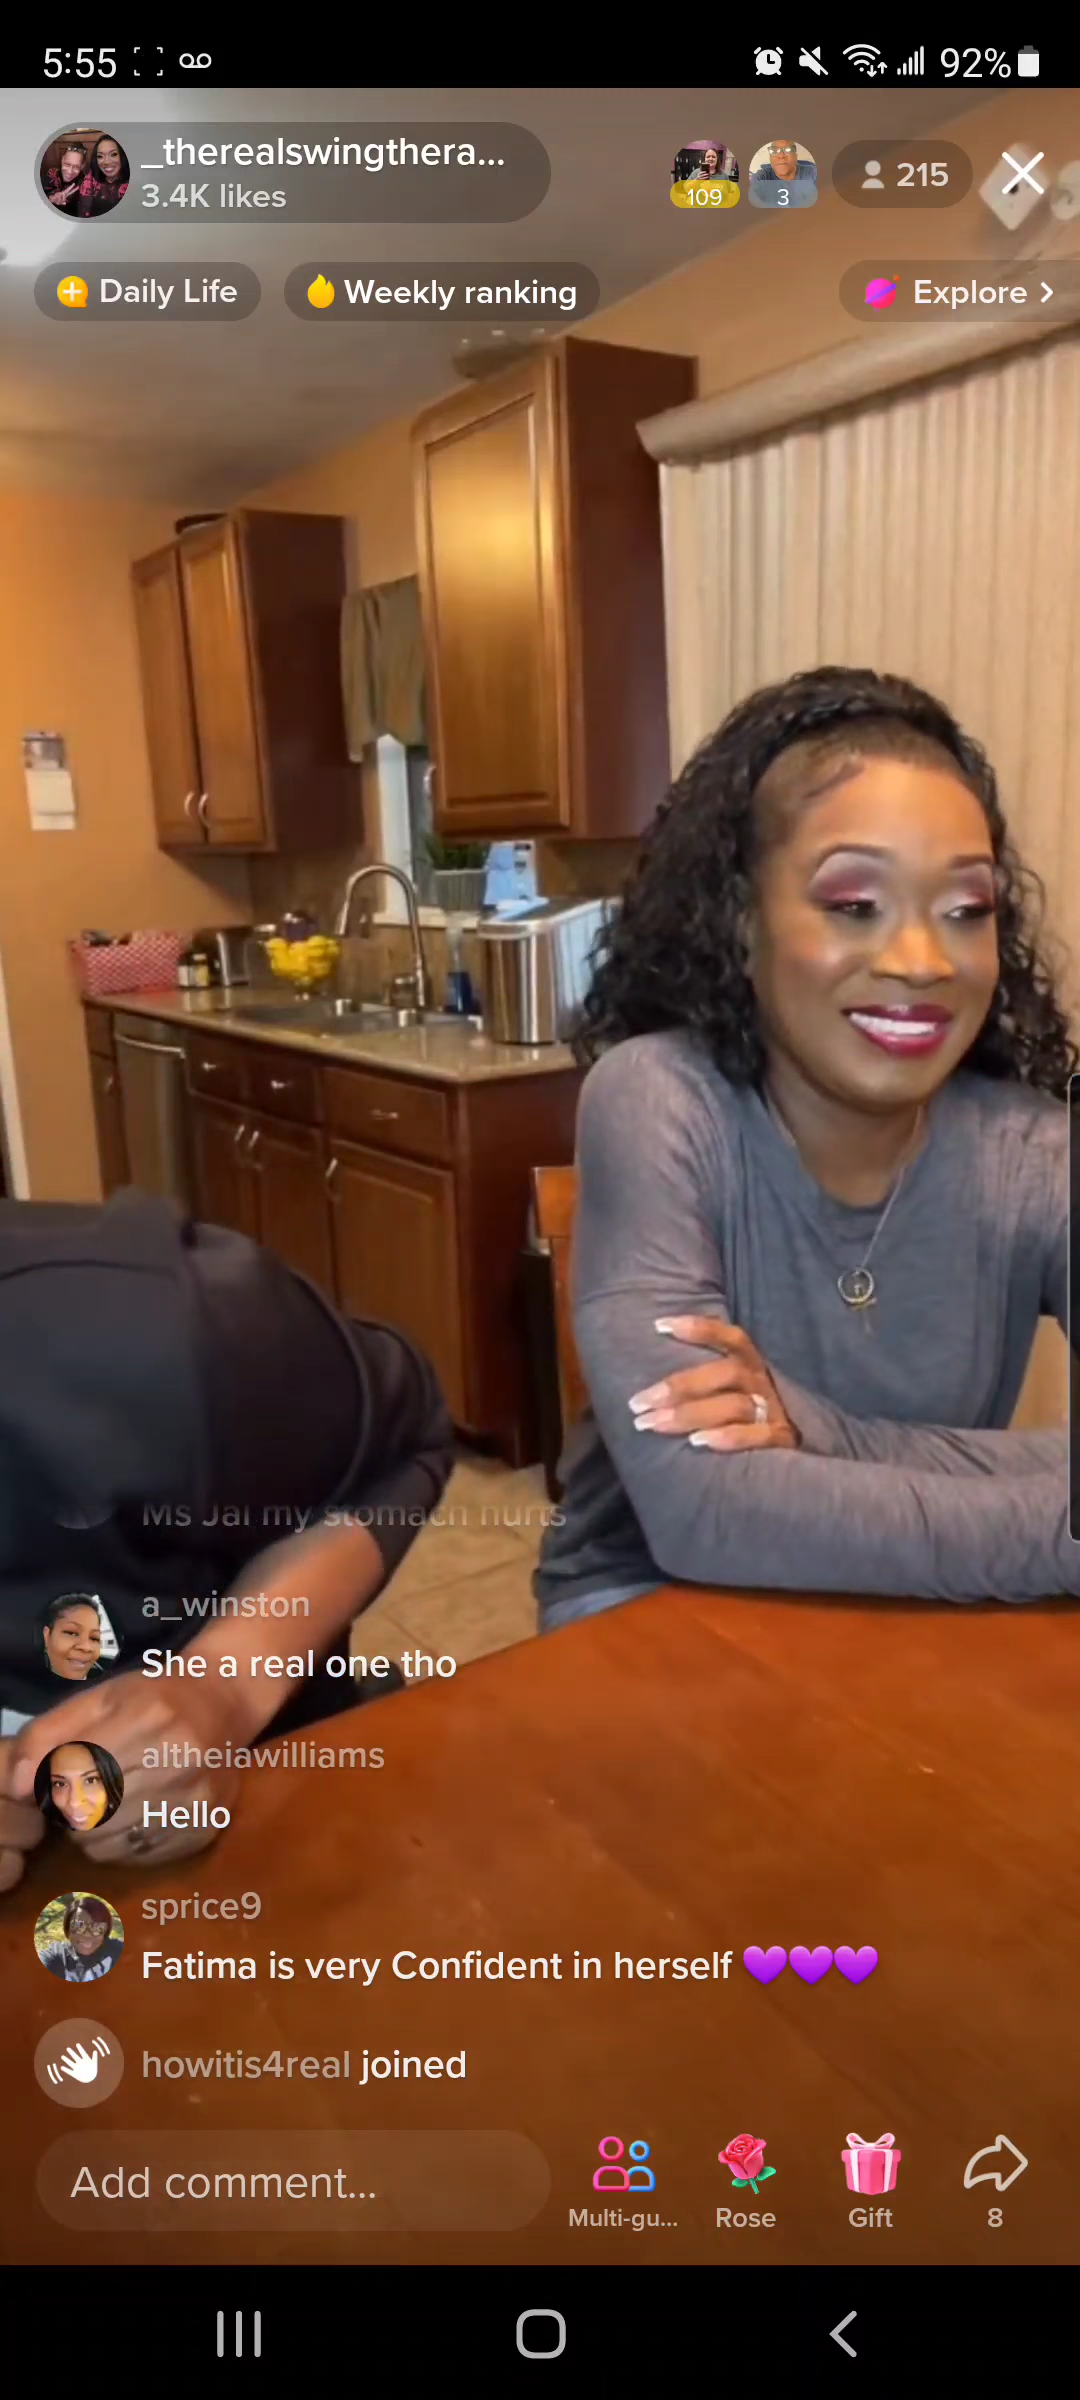 5:55
92%
_therealswingthera...
3.4K likes
109
3
215
Daily Life
Weekly ranking
Explore
Ms Jai my stomach hurts
a_winston
She a real one tho
altheiawilliams
Hello
sprice9
Fatima is very Confident in herself 💜💜💜
howitis4real joined
Add comment...
Multi-gu...
Rose
Gift
8